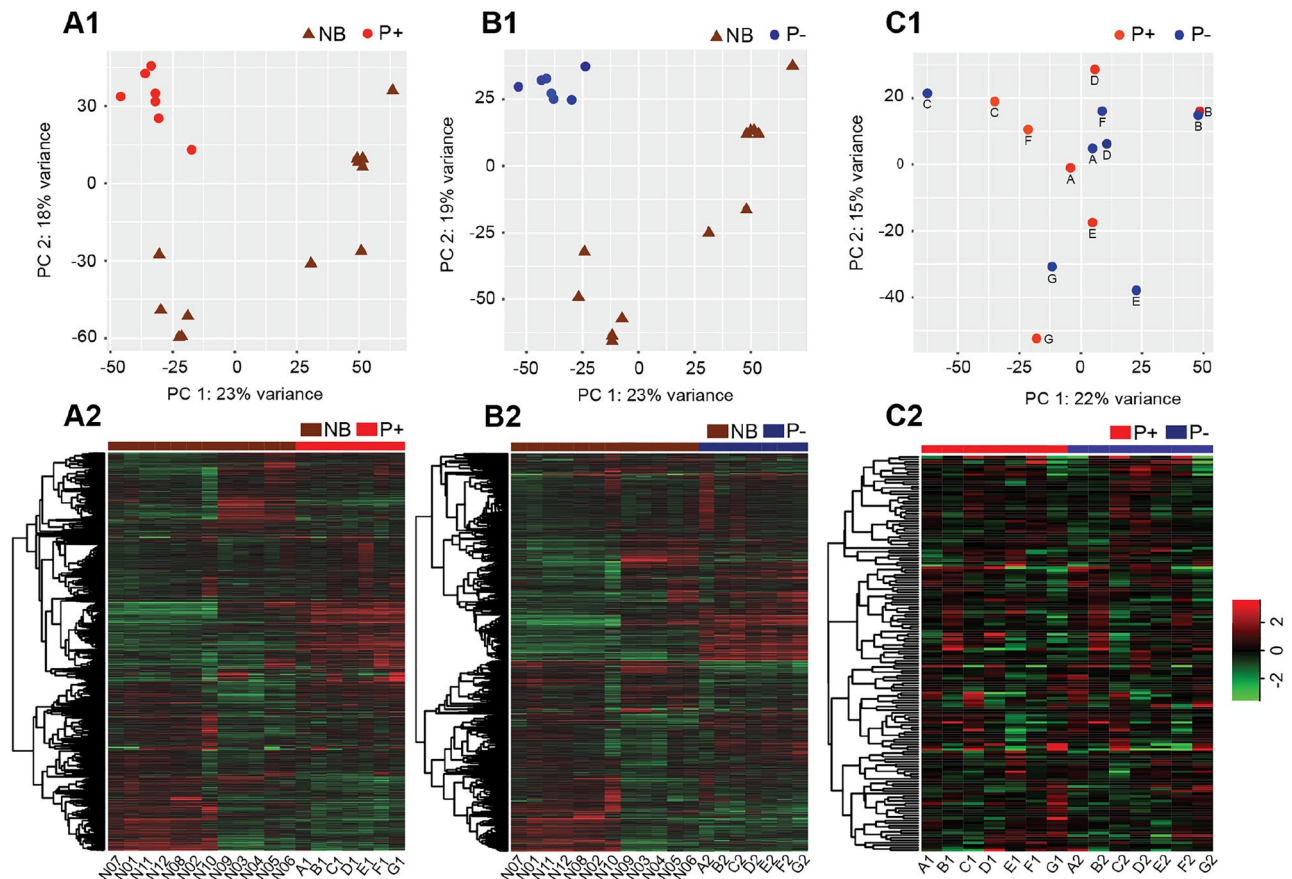 A1
NB P+
30
0
-30
-60
PC 2: 18% variance
-50 -25 0 25 50
PC 1: 23% variance
B1
NB P-
25
0
-25
-50
PC 2: 19% variance
-50 -25 0 25 50
PC 1: 23% variance
C1
P+ P-
20
0
-20
-40
PC 2: 15% variance
C
C
F
D
F
A
D
A
E
B
B
G
E
G
-50 -25 0 25 50
PC 1: 22% variance
A2
NB P+
N07 N01 N11 N12 N08 N02 N10 N09 N03 N04 N05 N06 A1 B1 C1 D1 E1 F1 G1
B2
NB P-
N07 N01 N11 N12 N08 N02 N10 N09 N03 N04 N05 N06 A2 B2 C2 D2 E2 F2 G2
C2
P+ P-
A1 B1 C1 D1 E1 F1 G1 A2 B2 C2 D2 E2 F2 G2
2
0
-2